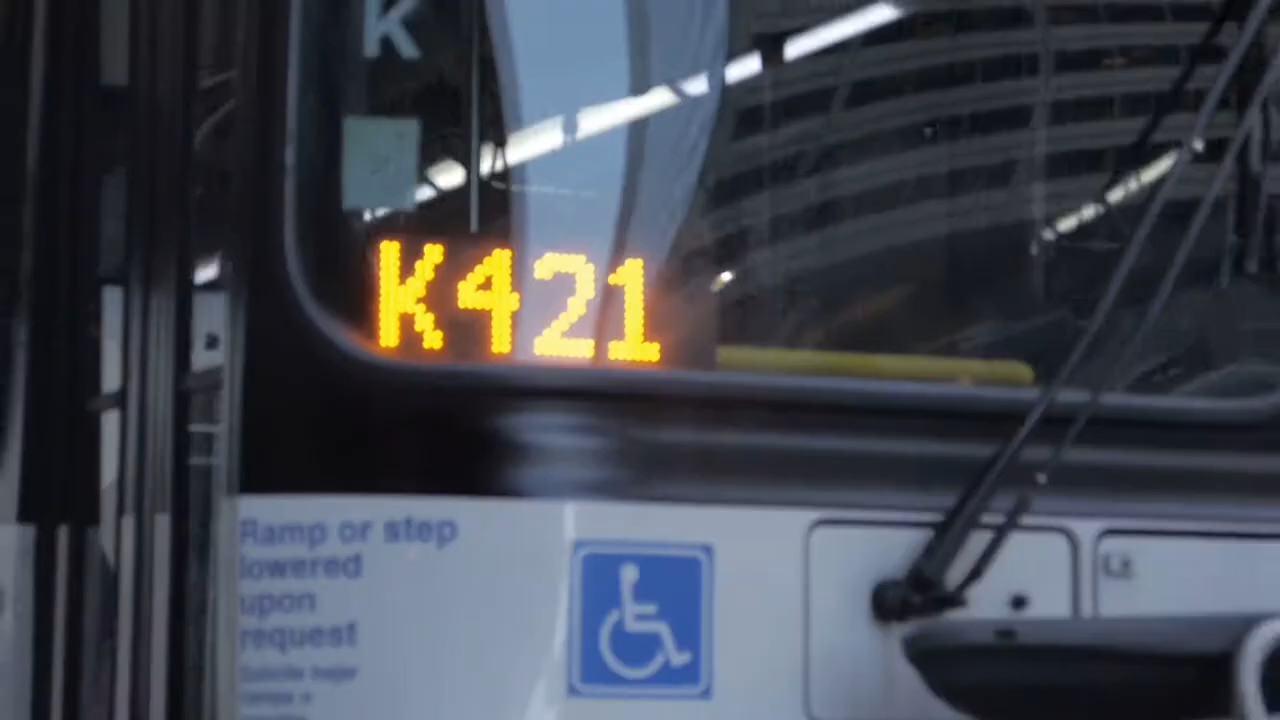 K
K421
Ramp or step
lowered
upon
request